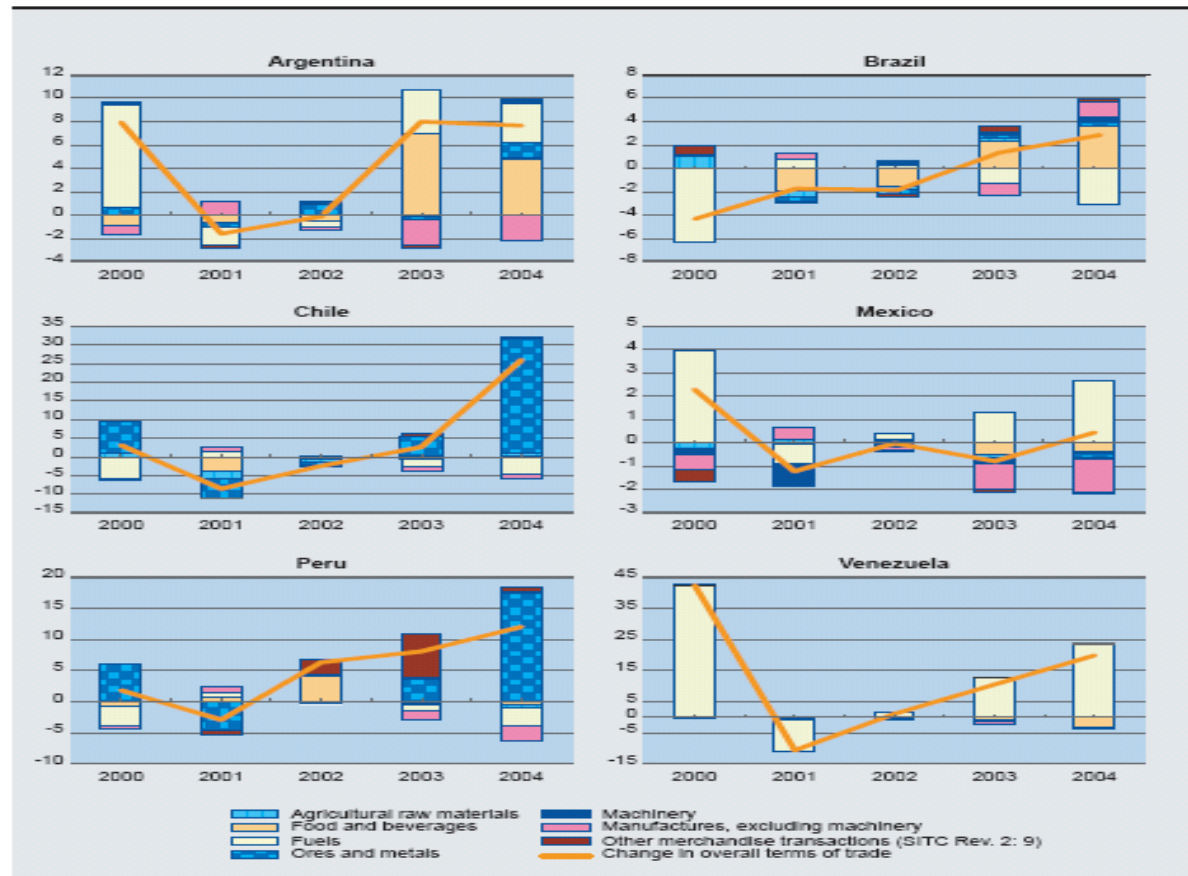 Argentina
12
10
8
6
4
2
0
-2
-4
2000 2001 2002 2003 2004
Brazil
8
6
4
2
0
-2
-4
-6
-8
2000 2001 2002 2003 2004
Chile
35
30
25
20
15
10
5
0
-5
-10
-15
2000 2001 2002 2003 2004
Mexico
5
4
3
2
1
0
-1
-2
-3
2000 2001 2002 2003 2004
Peru
20
15
10
5
0
-5
-10
2000 2001 2002 2003 2004
Venezuela
45
35
25
15
5
0
-5
-15
2000 2001 2002 2003 2004
Agricultural raw materials
Food and beverages
Fuels
Ores and metals
Machinery
Manufactures, excluding machinery
Other merchandise transactions (SITC Rev. 2: 9)
Change in overall terms of trade